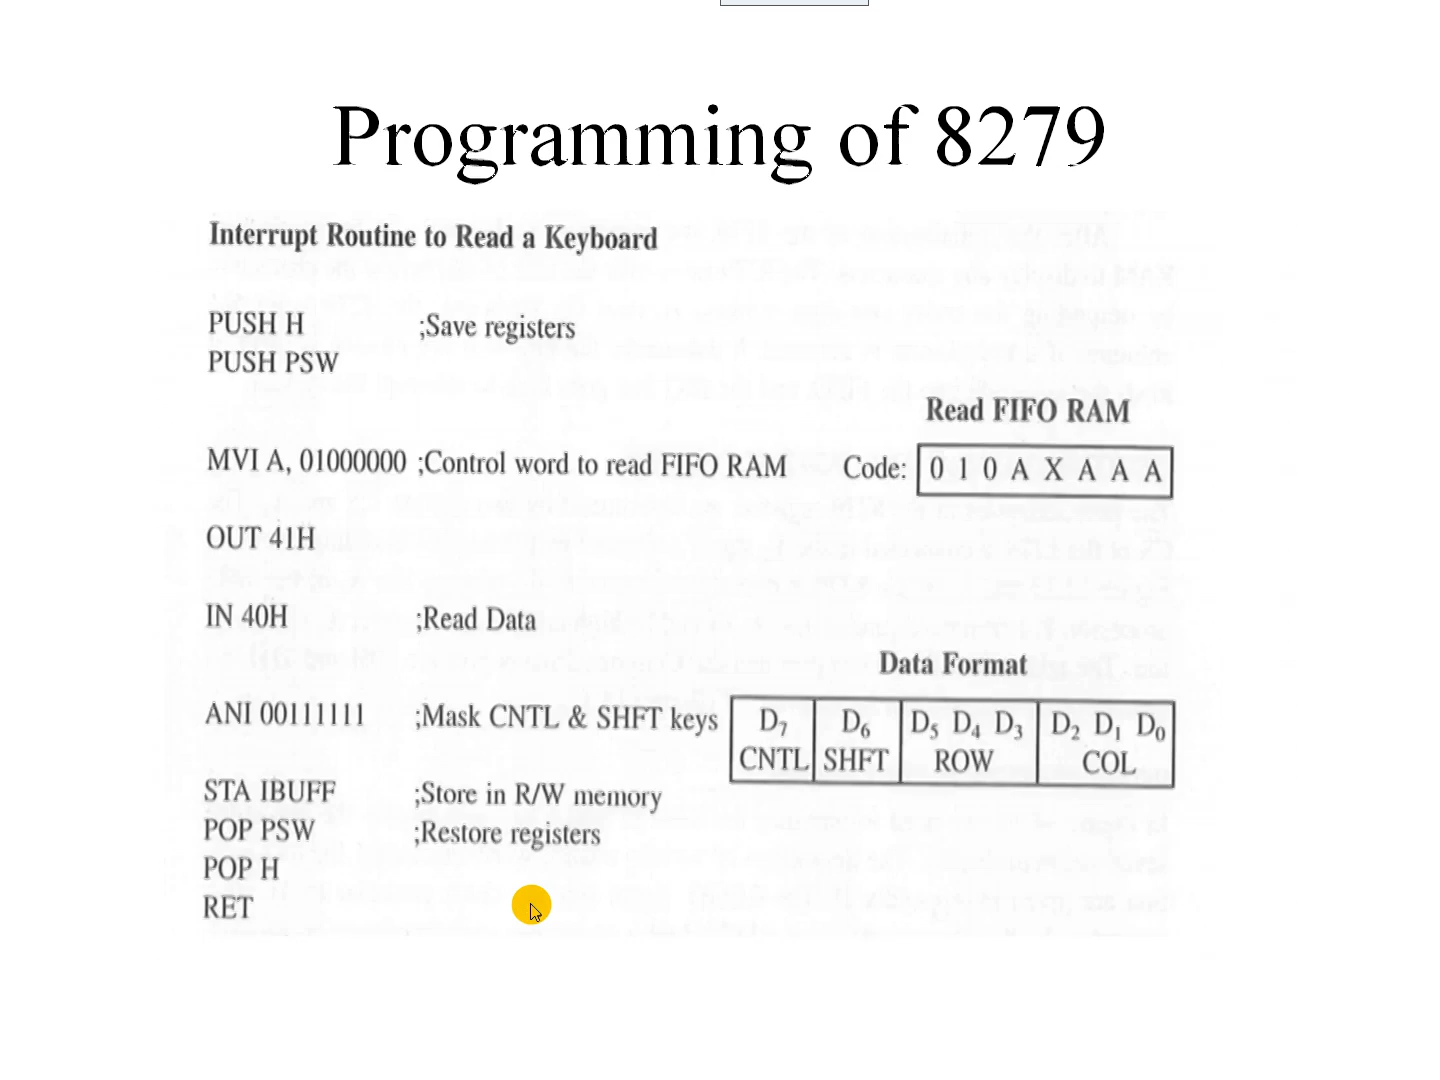 Programming of 8279
Interrupt Routine to Read a Keyboard
PUSH H ;Save registers
PUSH PSW
Read FIFO RAM
MVI A, 01000000 ;Control word to read FIFO RAM Code: 0 1 0 A X A A A
OUT 41H
IN 40H ;Read Data
Data Format
ANI 00111111 ;Mask CNTL & SHFT keys D7 D6 D5 D4 D3 D2 D1 D0
CNTL SHFT ROW COL
STA IBUFF ;Store in R/W memory
POP PSW ;Restore registers
POP H
RET